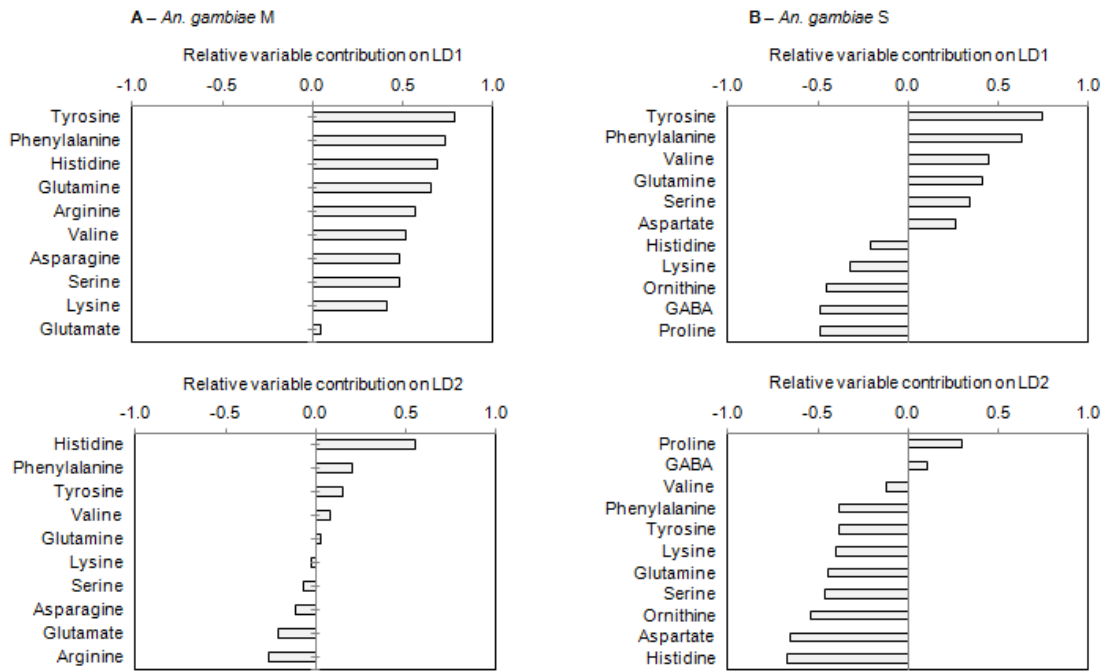 A – An. gambiae M
Relative variable contribution on LD1
-1.0 -0.5 0.0 0.5 1.0
Tyrosine
Phenylalanine
Histidine
Glutamine
Arginine
Valine
Asparagine
Serine
Lysine
Glutamate
Relative variable contribution on LD2
-1.0 -0.5 0.0 0.5 1.0
Histidine
Phenylalanine
Tyrosine
Valine
Glutamine
Lysine
Serine
Asparagine
Glutamate
Arginine
B – An. gambiae S
Relative variable contribution on LD1
-1.0 -0.5 0.0 0.5 1.0
Tyrosine
Phenylalanine
Valine
Glutamine
Serine
Aspartate
Histidine
Lysine
Ornithine
GABA
Proline
Relative variable contribution on LD2
-1.0 -0.5 0.0 0.5 1.0
Proline
GABA
Valine
Phenylalanine
Tyrosine
Lysine
Glutamine
Serine
Ornithine
Aspartate
Histidine